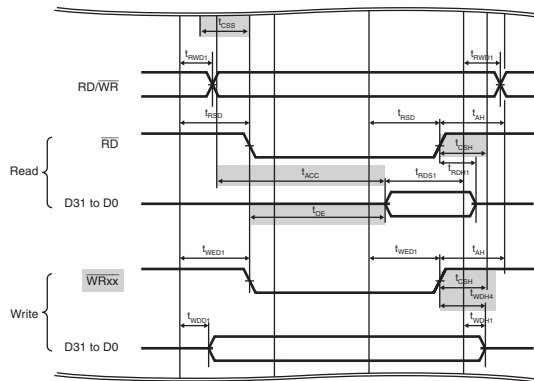 tCSS
tRWD1 tRWD1
RD/WR
tRSD tRSD tAH
RD
tCSH
Read
tRDH1
tACC tRDS1
D31 to D0
tOE
tWED1 tWED1 tAH
WRxx
tCSH
tWDH4
Write
tWDD1 tWDH1
D31 to D0